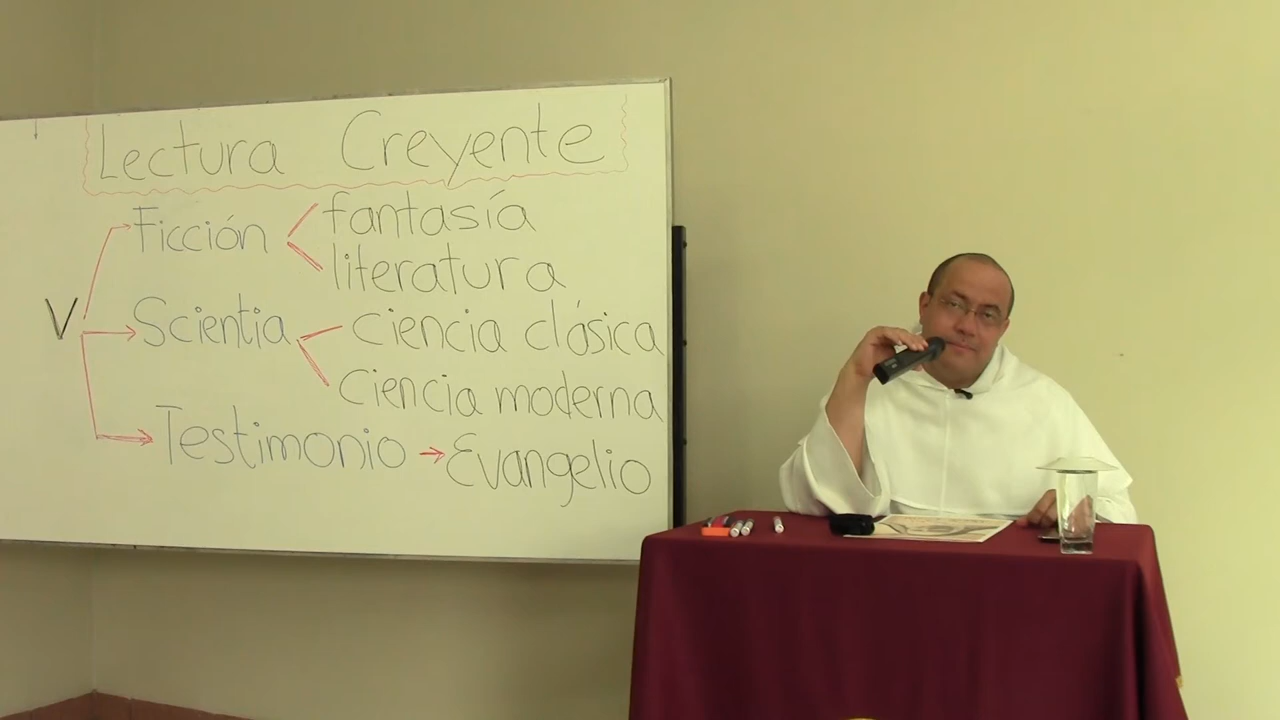 Lectura Creyente
Ficción
fantasía
literatura
V
Scientia
ciencia clásica
ciencia moderna
Testimonio → Evangelio